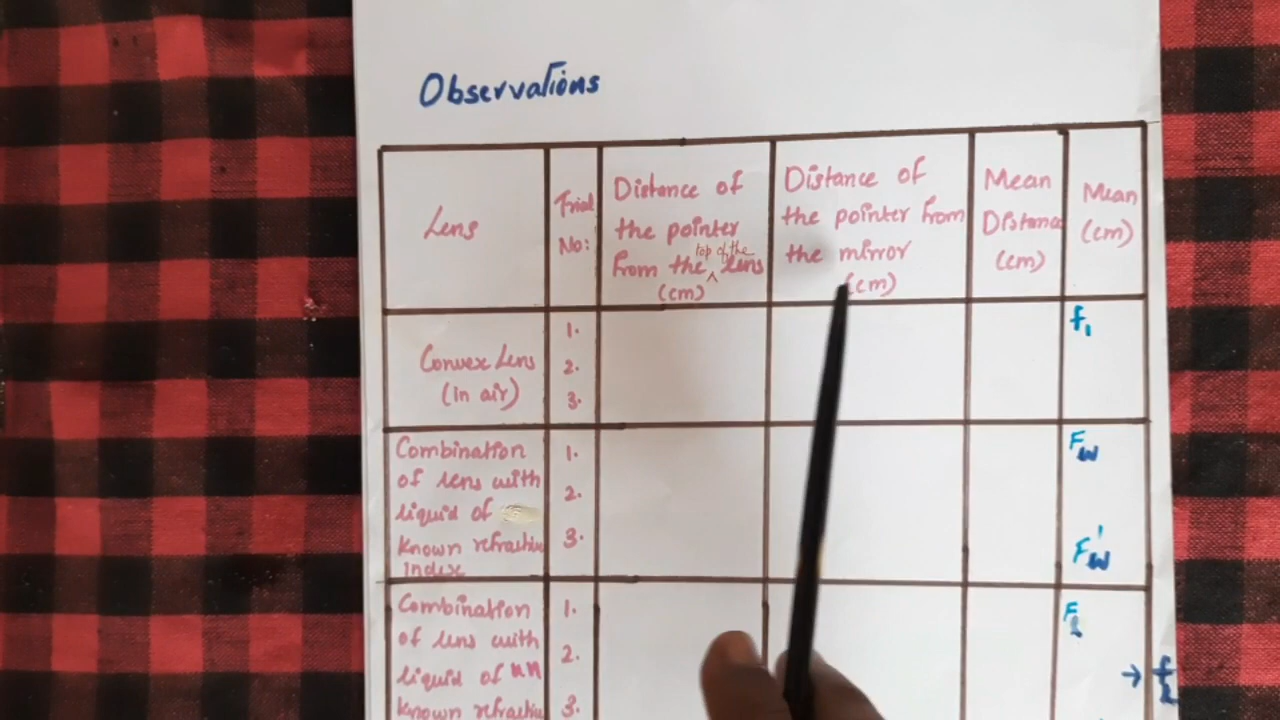 Observations
Lens
Trial
No:
Distance of
the pointer
top of the
from the ^ lens
(cm)
Distance of
the pointer from
the mirror
(cm)
Mean
Distance
(cm)
Mean
(cm)
Convex Lens
(in air)
1.
2.
3.
f₁
Combination
of lens with
liquid of
known refractive
index
1.
2.
3.
Fw
F'w
Combination
of lens with
liquid of un
known refractive
1.
2.
3.